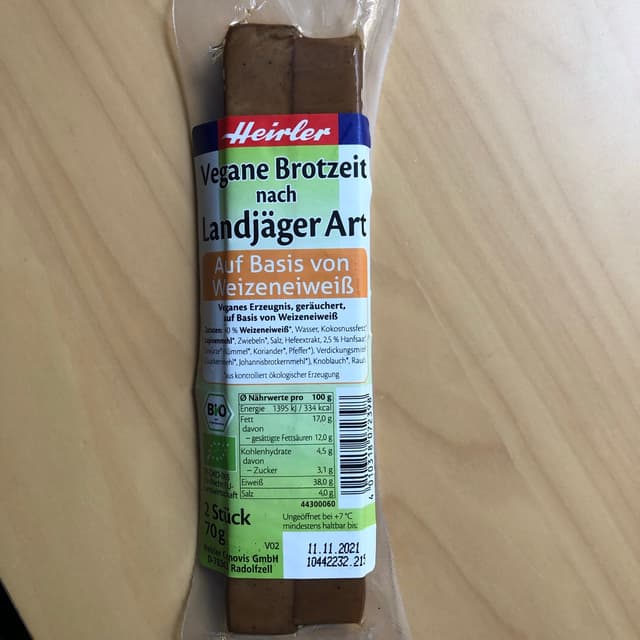 Heirler
Vegane Brotzeit
nach
Landjäger Art
Auf Basis von
Weizeneiweiß
Veganes Erzeugnis, geräuchert,
auf Basis von Weizeneiweiß
Weizeneiweiß*, Wasser, Kokosnussfett*
Zwiebeln*, Salz, Hefeextrakt, 2,5 % Hanfsaat*
Kümmel*, Koriander*, Pfeffer*), Verdickungsmittel
Johannisbrotkernmehl*), Knoblauch*, Rauch
aus kontrolliert ökologischer Erzeugung
Ø Nährwerte pro 100 g
Energie 1395 kJ / 334 kcal
Fett 17,0 g
davon
– gesättigte Fettsäuren 12,0 g
Kohlenhydrate 4,5 g
davon
– Zucker 3,1 g
Eiweiß 38,0 g
Salz 4,0 g
44300060
BIO
2 Stück
70 g
Ungeöffnet bei +7 °C
mindestens haltbar bis:
V02
11.11.2021
10442232.215
GmbH
Radolfzell
4 010318 072398